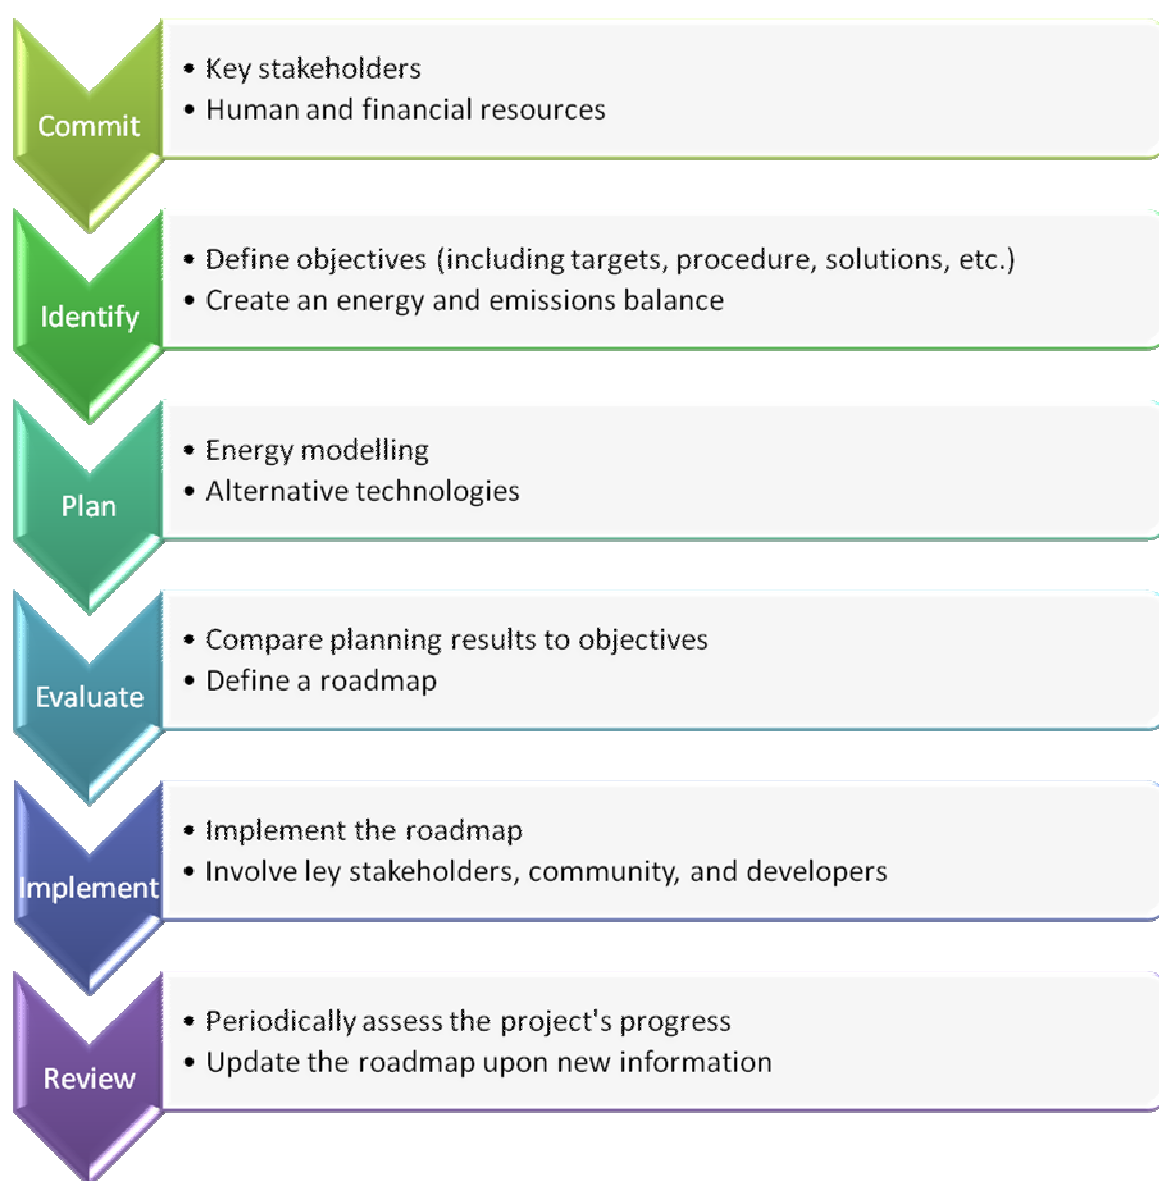 Commit
• Key stakeholders
• Human and financial resources
Identify
• Define objectives (including targets, procedure, solutions, etc.)
• Create an energy and emissions balance
Plan
• Energy modelling
• Alternative technologies
Evaluate
• Compare planning results to objectives
• Define a roadmap
Implement
• Implement the roadmap
• Involve ley stakeholders, community, and developers
Review
• Periodically assess the project's progress
• Update the roadmap upon new information